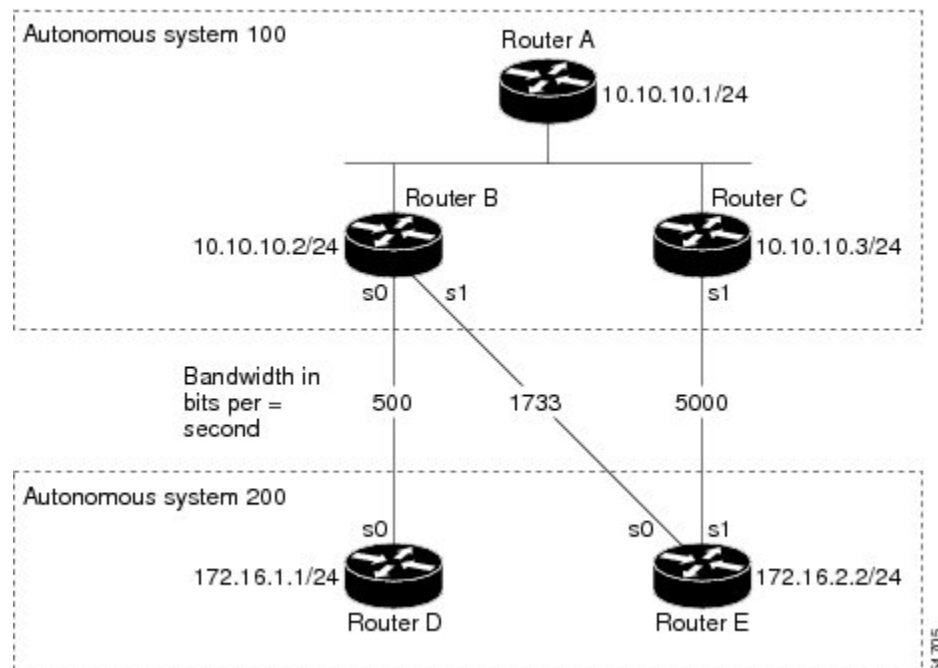 Autonomous system 100
Router A
10.10.10.1/24
Router B
Router C
10.10.10.2/24
10.10.10.3/24
s0
s1
s1
Bandwidth in
bits per =
second
500
1733
5000
Autonomous system 200
s0
s0
s1
172.16.1.1/24
172.16.2.2/24
Router D
Router E